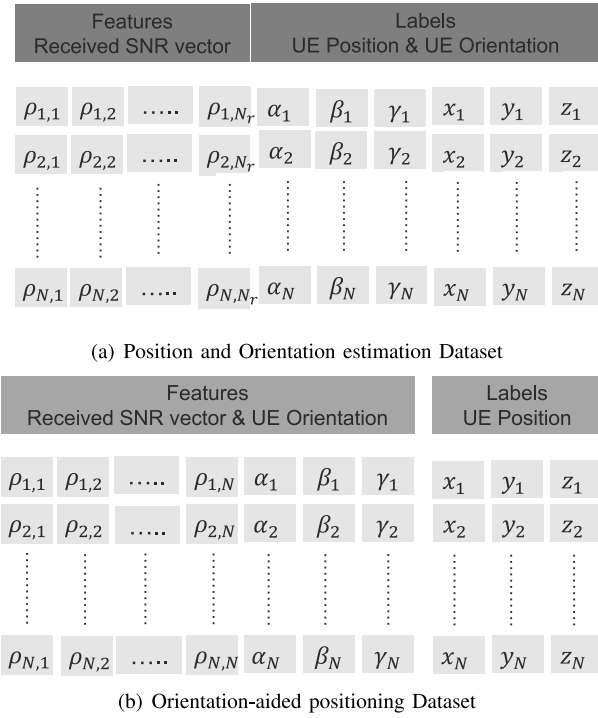 Features Labels
Received SNR vector UE Position & UE Orientation
ρ1,1 ρ1,2 ..... ρ1,Nr α1 β1 γ1 x1 y1 z1
ρ2,1 ρ2,2 ..... ρ2,Nr α2 β2 γ2 x2 y2 z2
ρN,1 ρN,2 ..... ρN,Nr αN βN γN xN yN zN
(a) Position and Orientation estimation Dataset
Features Labels
Received SNR vector & UE Orientation UE Position
ρ1,1 ρ1,2 ..... ρ1,N α1 β1 γ1 x1 y1 z1
ρ2,1 ρ2,2 ..... ρ2,N α2 β2 γ2 x2 y2 z2
ρN,1 ρN,2 ..... ρN,N αN βN γN xN yN zN
(b) Orientation-aided positioning Dataset